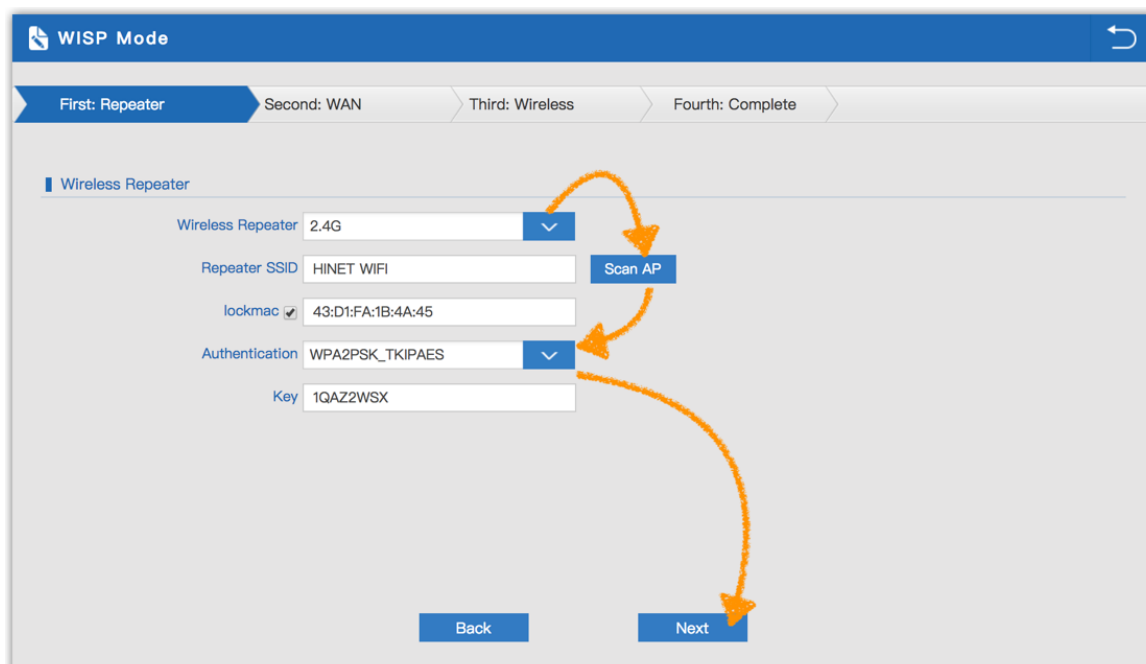 WISP Mode
First: Repeater
Second: WAN
Third: Wireless
Fourth: Complete
Wireless Repeater
Wireless Repeater 2.4G
Repeater SSID HINET WIFI Scan AP
lockmac 43:D1:FA:1B:4A:45
Authentication WPA2PSK_TKIPAES
Key 1QAZ2WSX
Back Next